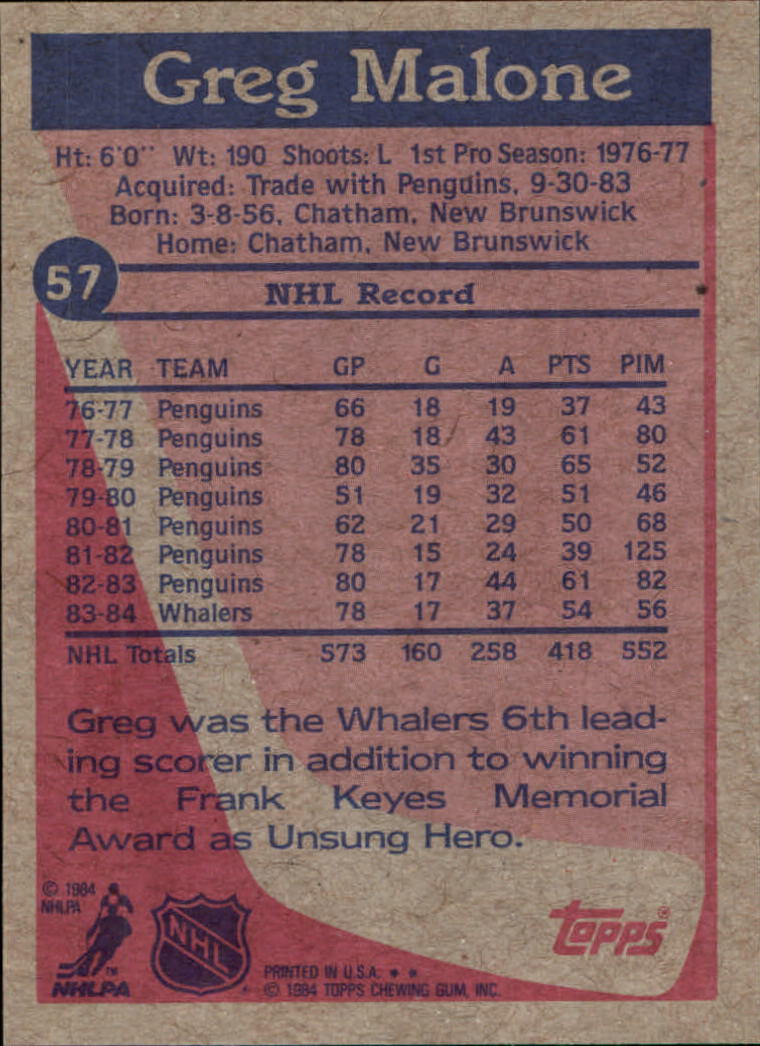 Greg Malone
Ht: 6'0'' Wt: 190 Shoots: L 1st Pro Season: 1976-77
Acquired: Trade with Penguins, 9-30-83
Born: 3-8-56, Chatham, New Brunswick
Home: Chatham, New Brunswick
57
NHL Record
YEAR TEAM GP G A PTS PIM
76-77 Penguins 66 18 19 37 43
77-78 Penguins 78 18 43 61 80
78-79 Penguins 80 35 30 65 52
79-80 Penguins 51 19 32 51 46
80-81 Penguins 62 21 29 50 68
81-82 Penguins 78 15 24 39 125
82-83 Penguins 80 17 44 61 82
83-84 Whalers 78 17 37 54 56
NHL Totals 573 160 258 418 552
Greg was the Whalers 6th lead-
ing scorer in addition to winning
the Frank Keyes Memorial
Award as Unsung Hero.
© 1984
NHLPA
NHL
topps®
TM
NHLPA
PRINTED IN U.S.A. * *
© 1984 TOPPS CHEWING GUM, INC.